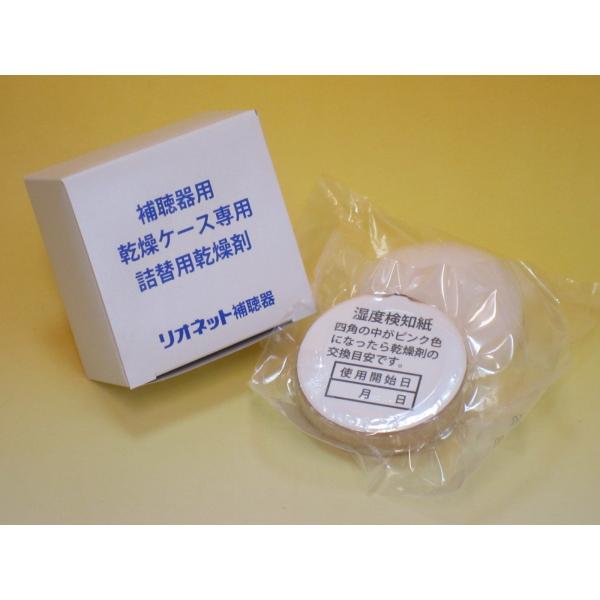 補聴器用
乾燥ケース専用
詰替用乾燥剤
リオネット補聴器
湿度検知紙
四角の中がピンク色
になったら乾燥剤の
交換目安です。
使用開始日
月 日